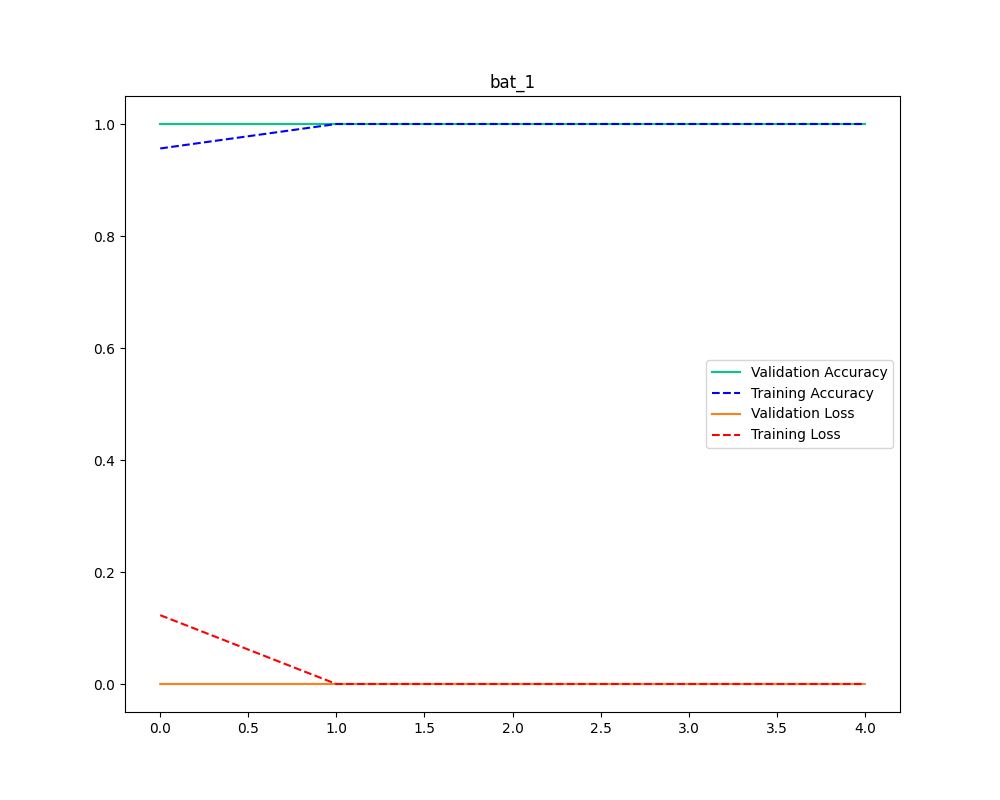 bat_1
1.0
0.8
0.6
0.4
0.2
0.0
Validation Accuracy
Training Accuracy
Validation Loss
Training Loss
0.0 0.5 1.0 1.5 2.0 2.5 3.0 3.5 4.0